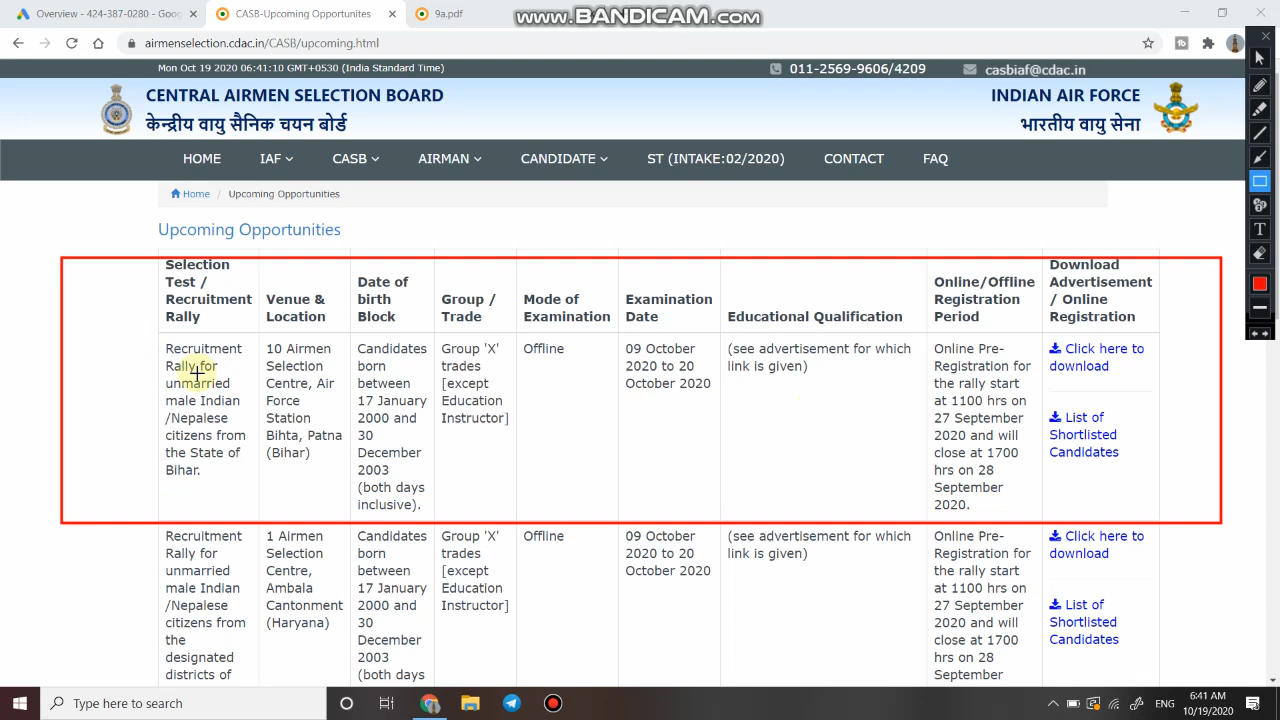 Overview - 424-387-0280 - Goog
CASB-Upcoming Opportunites
9a.pdf
www.BANDICAM.com
airmenselection.cdac.in/CASB/upcoming.html
Mon Oct 19 2020 06:41:10 GMT+0530 (India Standard Time)
011-2569-9606/4209
casbiaf@cdac.in
CENTRAL AIRMEN SELECTION BOARD
केन्द्रीय वायु सैनिक चयन बोर्ड
INDIAN AIR FORCE
भारतीय वायु सेना
HOME
IAF
CASB
AIRMAN
CANDIDATE
ST (INTAKE:02/2020)
CONTACT
FAQ
Home
Upcoming Opportunities
Upcoming Opportunities
Selection
Test /
Recruitment
Rally
Venue &
Location
Date of
birth
Block
Group /
Trade
Mode of
Examination
Examination
Date
Educational Qualification
Online/Offline
Registration
Period
Download
Advertisement
/ Online
Registration
Recruitment
Rally for
unmarried
male Indian
/Nepalese
citizens from
the State of
Bihar.
10 Airmen
Selection
Centre, Air
Force
Station
Bihta, Patna
(Bihar)
Candidates
born
between
17 January
2000 and
30
December
2003
(both days
inclusive).
Group 'X'
trades
[except
Education
Instructor]
Offline
09 October
2020 to 20
October 2020
(see advertisement for which
link is given)
Online Pre-
Registration for
the rally start
at 1100 hrs on
27 September
2020 and will
close at 1700
hrs on 28
September
2020.
Click here to
download
List of
Shortlisted
Candidates
Recruitment
Rally for
unmarried
male Indian
/Nepalese
citizens from
the
designated
districts of
1 Airmen
Selection
Centre,
Ambala
Cantonment
(Haryana)
Candidates
born
between
17 January
2000 and
30
December
2003
(both days
Group 'X'
trades
[except
Education
Instructor]
Offline
09 October
2020 to 20
October 2020
(see advertisement for which
link is given)
Online Pre-
Registration for
the rally start
at 1100 hrs on
27 September
2020 and will
close at 1700
hrs on 28
September
Click here to
download
List of
Shortlisted
Candidates
Type here to search
ENG
6:41 AM
10/19/2020